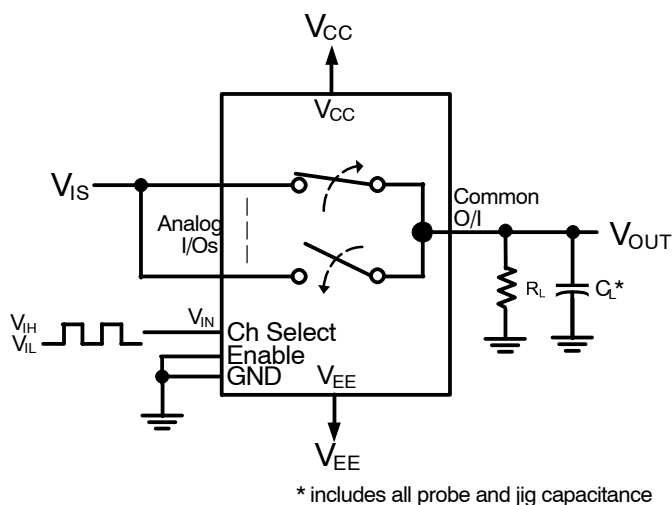 VCC
VCC
VIS
Analog
I/Os
Common
O/I
VOUT
RL
CL*
VIH
VIL
VIN
Ch Select
Enable
GND
VEE
VEE
* includes all probe and jig capacitance